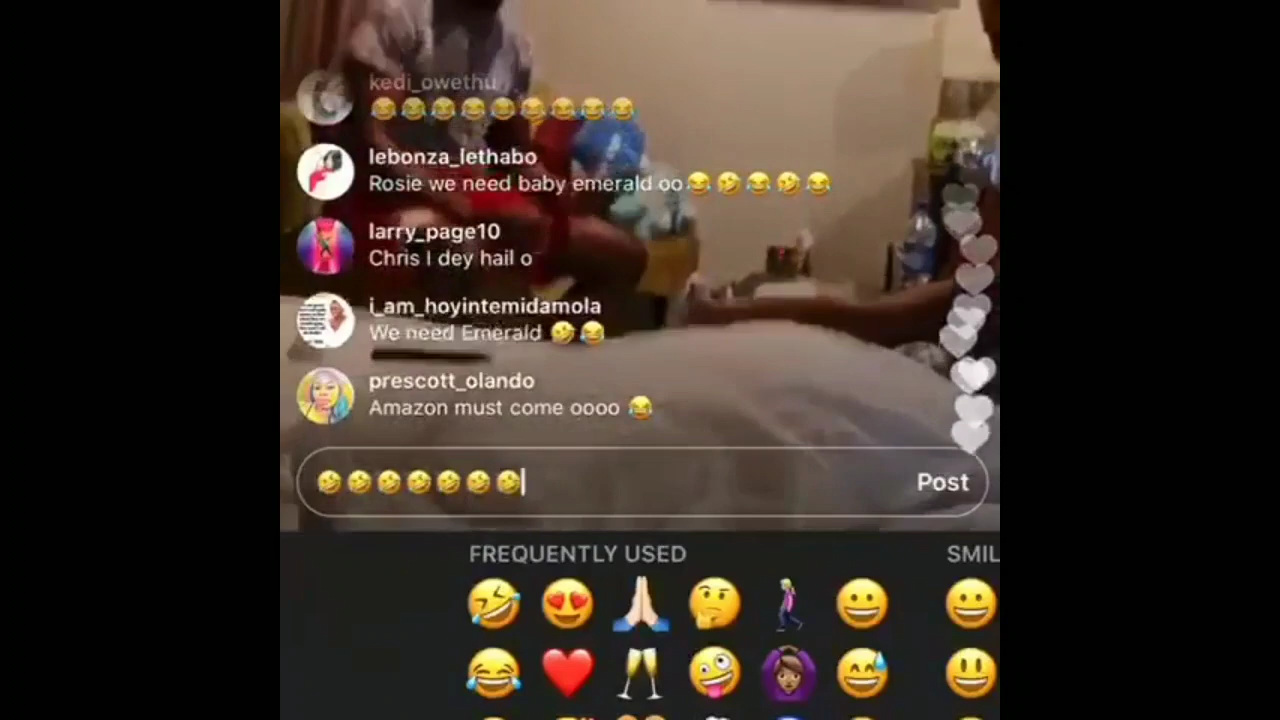 kedi_owethu
😂😂😂😂😂😂😂😂😂
lebonza_lethabo
Rosie we need baby emerald oo😂🤣😂🤣😂
larry_page10
Chris I dey hail o
i_am_hoyintemidamola
We need Emerald 🤣😂
prescott_olando
Amazon must come oooo 😂
🤣🤣🤣🤣🤣🤣🤣 Post
FREQUENTLY USED SMIL